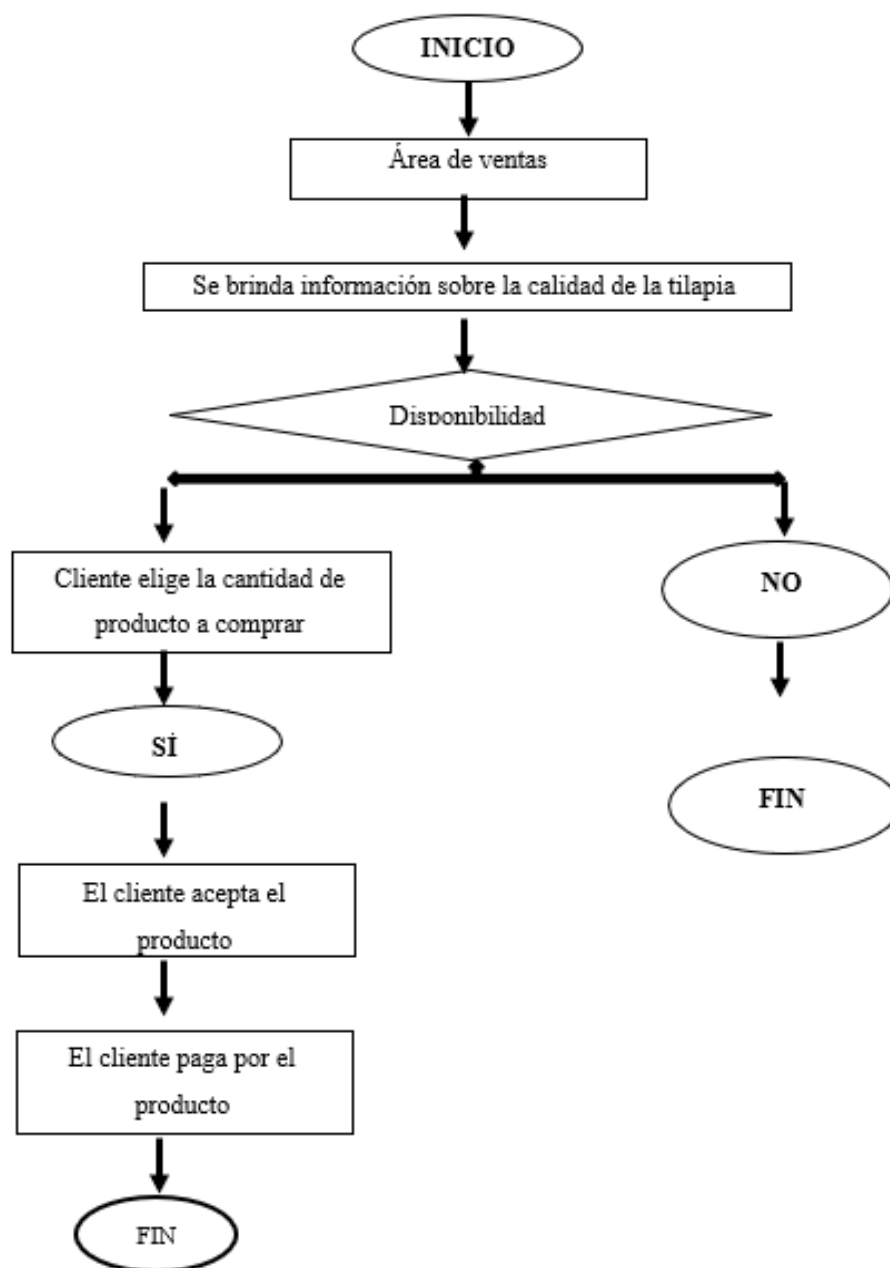 INICIO
Área de ventas
Se brinda información sobre la calidad de la tilapia
Disponibilidad
Cliente elige la cantidad de
producto a comprar
NO
SÍ
FIN
El cliente acepta el
producto
El cliente paga por el
producto
FIN